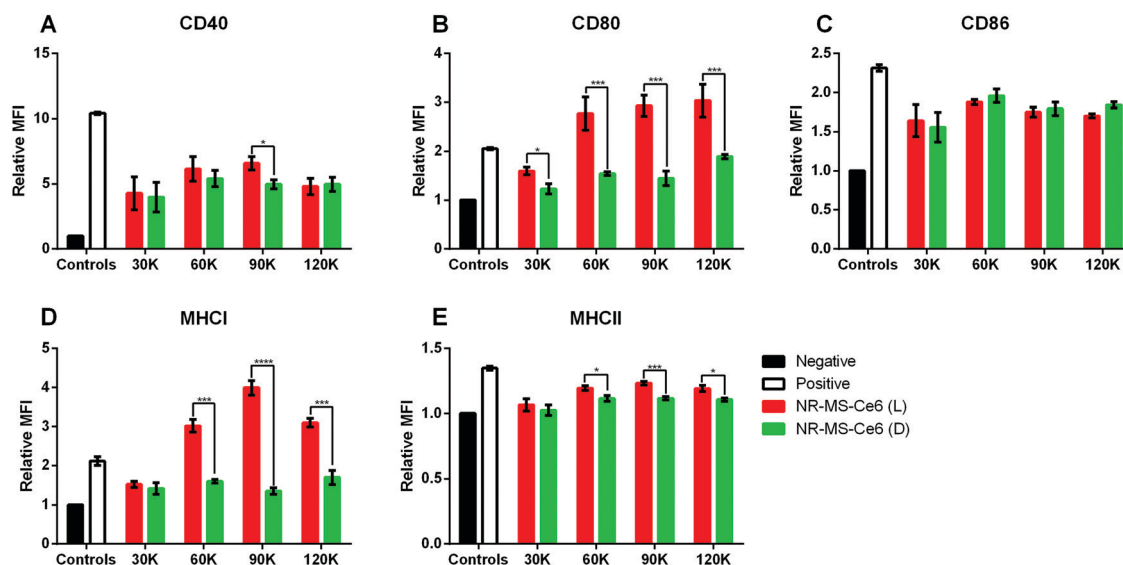 A
CD40
Relative MFI
15
10
5
0
*
Controls 30K 60K 90K 120K
B
CD80
Relative MFI
4
3
2
1
0
* *** *** ***
Controls 30K 60K 90K 120K
C
CD86
Relative MFI
2.5
2.0
1.5
1.0
0.5
0.0
Controls 30K 60K 90K 120K
D
MHCI
Relative MFI
5
4
3
2
1
0
*** **** ***
Controls 30K 60K 90K 120K
E
MHCII
Relative MFI
1.5
1.0
0.5
0.0
* *** *
Controls 30K 60K 90K 120K
Negative
Positive
NR-MS-Ce6 (L)
NR-MS-Ce6 (D)